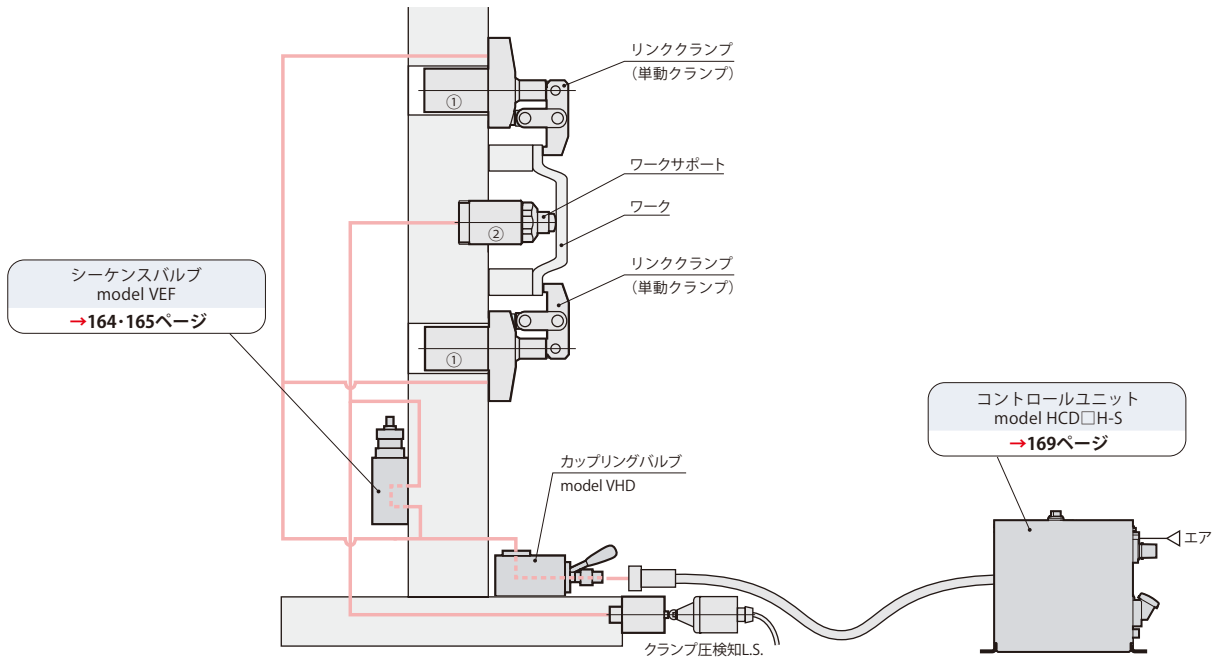 リンククランプ
(単動クランプ)
①
ワークサポート
②
ワーク
シーケンスバルブ
model VEF
→164･165ページ
リンククランプ
(単動クランプ)
①
コントロールユニット
model HCD□H-S
→169ページ
カップリングバルブ
model VHD
エア
クランプ圧検知L.S.